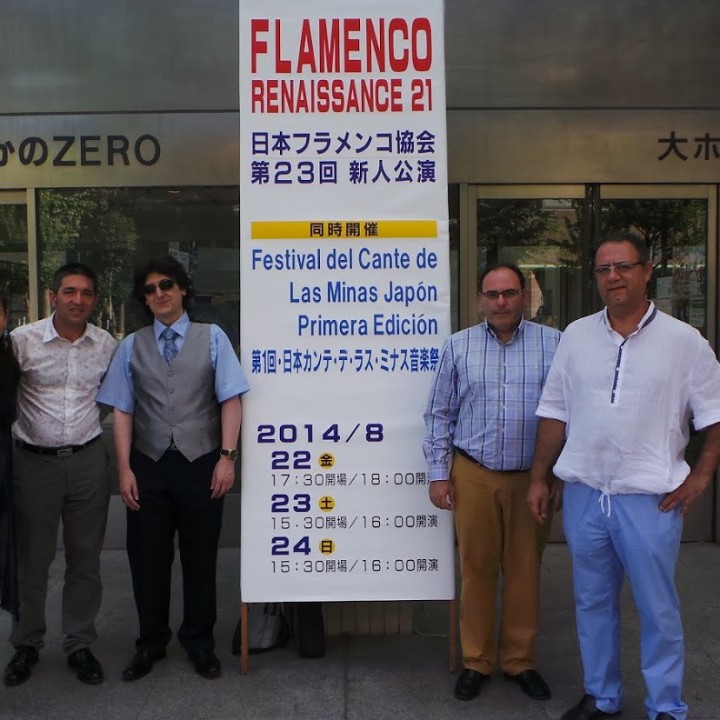 FLAMENCO
RENAISSANCE 21
日本フラメンコ協会
第23回 新人公演
同時開催
Festival del Cante de
Las Minas Japón
Primera Edición
第1回・日本カンテ・デ・ラス・ミナス音楽祭
2014/8
22 金
17:30開場/18:00開演
23 土
15.30開場/16:00開演
24 日
15:30開場/16:00開演
かのZERO
大ホ